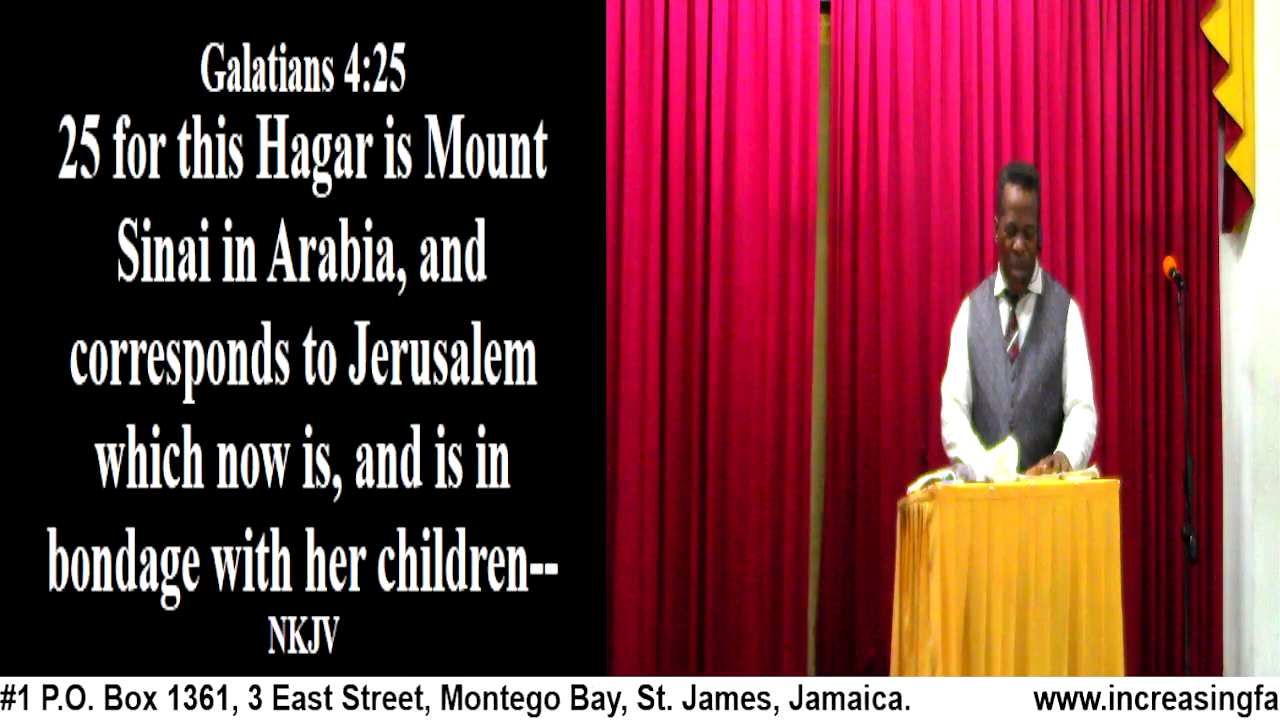 Galatians 4:25
25 for this Hagar is Mount
Sinai in Arabia, and
corresponds to Jerusalem
which now is, and is in
bondage with her children--
NKJV
#1 P.O. Box 1361, 3 East Street, Montego Bay, St. James, Jamaica. www.increasingfa